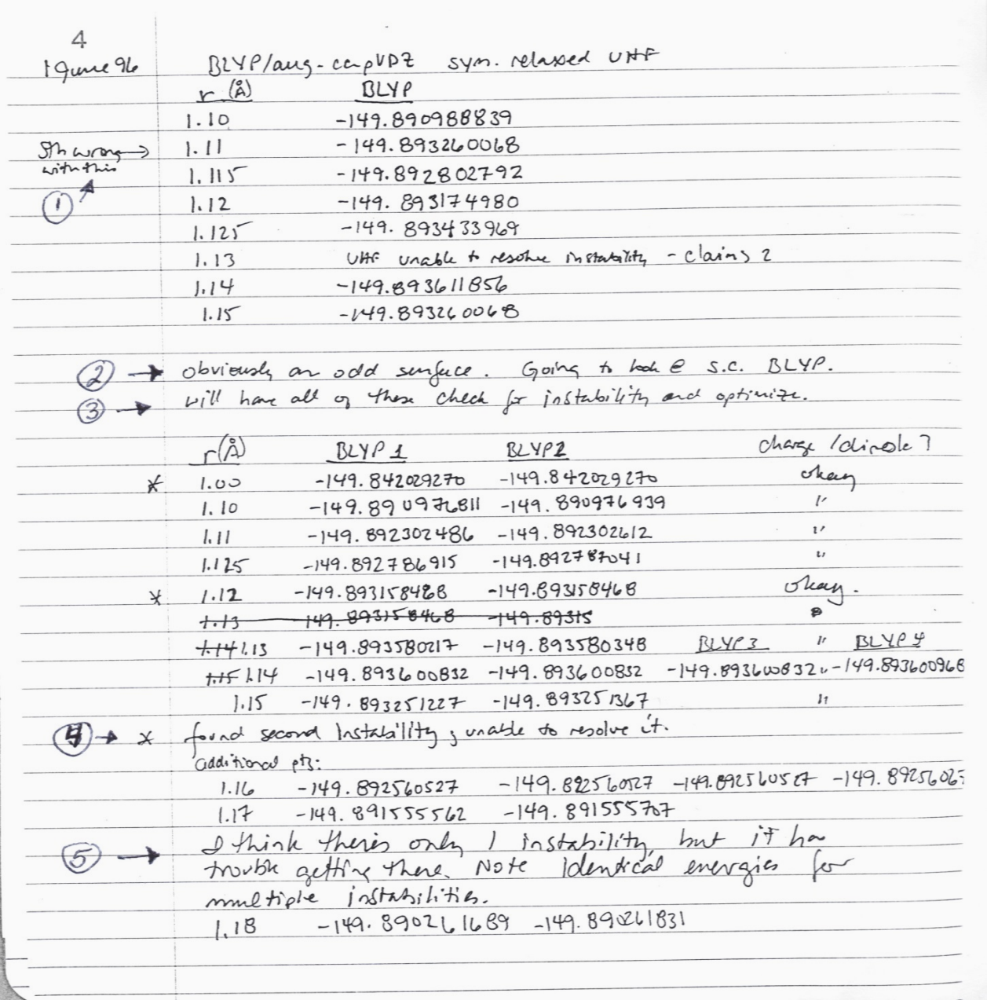 4
19 June 96 BLYP/aug-ccpVDZ sym. relaxed UHF
r (Å) BLYP
1.10 -149.890988839
5th wrong → 1.11 -149.893260068
with this 1.115 -149.892802792
1 1.12 -149.893174980
1.125 -149.893433969
1.13 UHF unable to resolve instability - claims 2
1.14 -149.893611856
1.15 -149.893260068
2 → obviously an odd surface. Going to look @ S.C. BLYP.
3 → will have all of these check for instability and optimize.
r(Å) BLYP1 BLYP2 charge/dipole?
* 1.00 -149.842029270 -149.842029270 okay
1.10 -149.890976811 -149.890976939 "
1.11 -149.892302486 -149.892302612 "
1.125 -149.892786915 -149.892787041 "
* 1.12 -149.893158468 -149.893158468 okay.
1.13 -149.893158468 -149.89315 "
1.14 1.13 -149.893580217 -149.893580348 BLYP3 " BLYP4
1.15 1.14 -149.893600832 -149.893600832 -149.893600832 -149.893600968
1.15 -149.893251227 -149.893251367 "
4 → * found second instability; unable to resolve it.
additional pts:
1.16 -149.892560527 -149.892560527 -149.892560527 -149.8925606
1.17 -149.891555562 -149.891555707
5 → I think there's only 1 instability, but it has
trouble getting there. Note identical energies for
multiple instabilities.
1.18 -149.890261689 -149.890261831